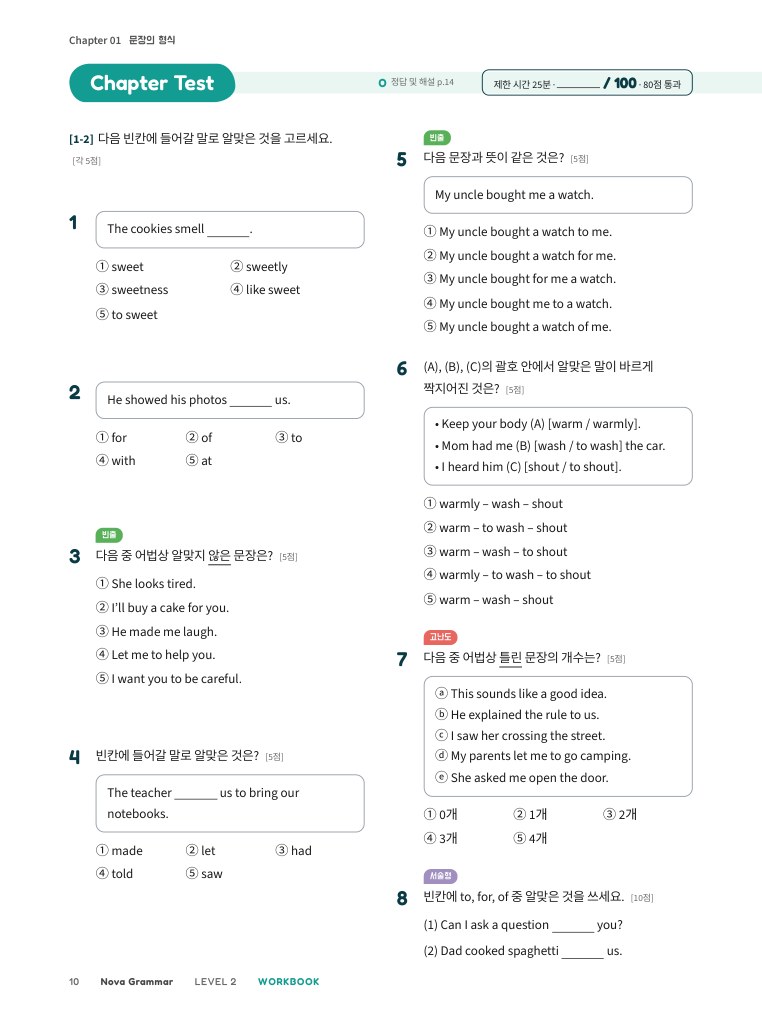 Chapter 01 문장의 형식
Chapter Test
정답 및 해설 p.14
제한 시간 25분 · ________ / 100 · 80점 통과
[1-2] 다음 빈칸에 들어갈 말로 알맞은 것을 고르세요.
[각 5점]
1
The cookies smell ______.
① sweet ② sweetly
③ sweetness ④ like sweet
⑤ to sweet
2
He showed his photos ______ us.
① for ② of ③ to
④ with ⑤ at
빈출
3 다음 중 어법상 알맞지 않은 문장은? [5점]
① She looks tired.
② I'll buy a cake for you.
③ He made me laugh.
④ Let me to help you.
⑤ I want you to be careful.
4 빈칸에 들어갈 말로 알맞은 것은? [5점]
The teacher ______ us to bring our
notebooks.
① made ② let ③ had
④ told ⑤ saw
빈출
5 다음 문장과 뜻이 같은 것은? [5점]
My uncle bought me a watch.
① My uncle bought a watch to me.
② My uncle bought a watch for me.
③ My uncle bought for me a watch.
④ My uncle bought me to a watch.
⑤ My uncle bought a watch of me.
6 (A), (B), (C)의 괄호 안에서 알맞은 말이 바르게
짝지어진 것은? [5점]
• Keep your body (A) [warm / warmly].
• Mom had me (B) [wash / to wash] the car.
• I heard him (C) [shout / to shout].
① warmly – wash – shout
② warm – to wash – shout
③ warm – wash – to shout
④ warmly – to wash – to shout
⑤ warm – wash – shout
고난도
7 다음 중 어법상 틀린 문장의 개수는? [5점]
ⓐ This sounds like a good idea.
ⓑ He explained the rule to us.
ⓒ I saw her crossing the street.
ⓓ My parents let me to go camping.
ⓔ She asked me open the door.
① 0개 ② 1개 ③ 2개
④ 3개 ⑤ 4개
서술형
8 빈칸에 to, for, of 중 알맞은 것을 쓰세요. [10점]
(1) Can I ask a question ______ you?
(2) Dad cooked spaghetti ______ us.
10 Nova Grammar LEVEL 2 WORKBOOK